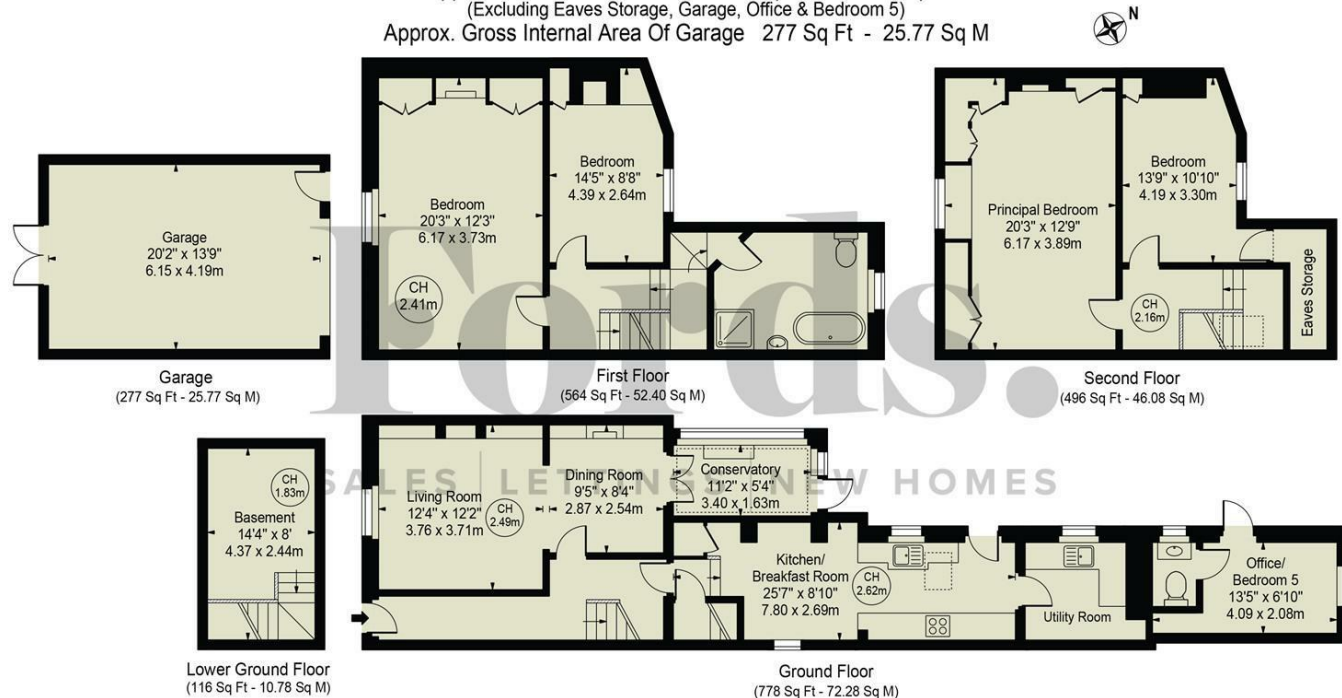 (Excluding Eaves Storage, Garage, Office & Bedroom 5)
Approx. Gross Internal Area Of Garage 277 Sq Ft - 25.77 Sq M
N
Garage
20'2" x 13'9"
6.15 x 4.19m
Garage
(277 Sq Ft - 25.77 Sq M)
Bedroom
20'3" x 12'3"
6.17 x 3.73m
CH
2.41m
Bedroom
14'5" x 8'8"
4.39 x 2.64m
First Floor
(564 Sq Ft - 52.40 Sq M)
Principal Bedroom
20'3" x 12'9"
6.17 x 3.89m
Bedroom
13'9" x 10'10"
4.19 x 3.30m
CH
2.16m
Eaves Storage
Second Floor
(496 Sq Ft - 46.08 Sq M)
Fords.
SALES | LETTINGS | NEW HOMES
CH
1.83m
Basement
14'4" x 8'
4.37 x 2.44m
Lower Ground Floor
(116 Sq Ft - 10.78 Sq M)
Living Room
12'4" x 12'2"
3.76 x 3.71m
CH
2.49m
Dining Room
9'5" x 8'4"
2.87 x 2.54m
Conservatory
11'2" x 5'4"
3.40 x 1.63m
Kitchen/
Breakfast Room
25'7" x 8'10"
7.80 x 2.69m
CH
2.62m
Utility Room
Office/
Bedroom 5
13'5" x 6'10"
4.09 x 2.08m
Ground Floor
(778 Sq Ft - 72.28 Sq M)